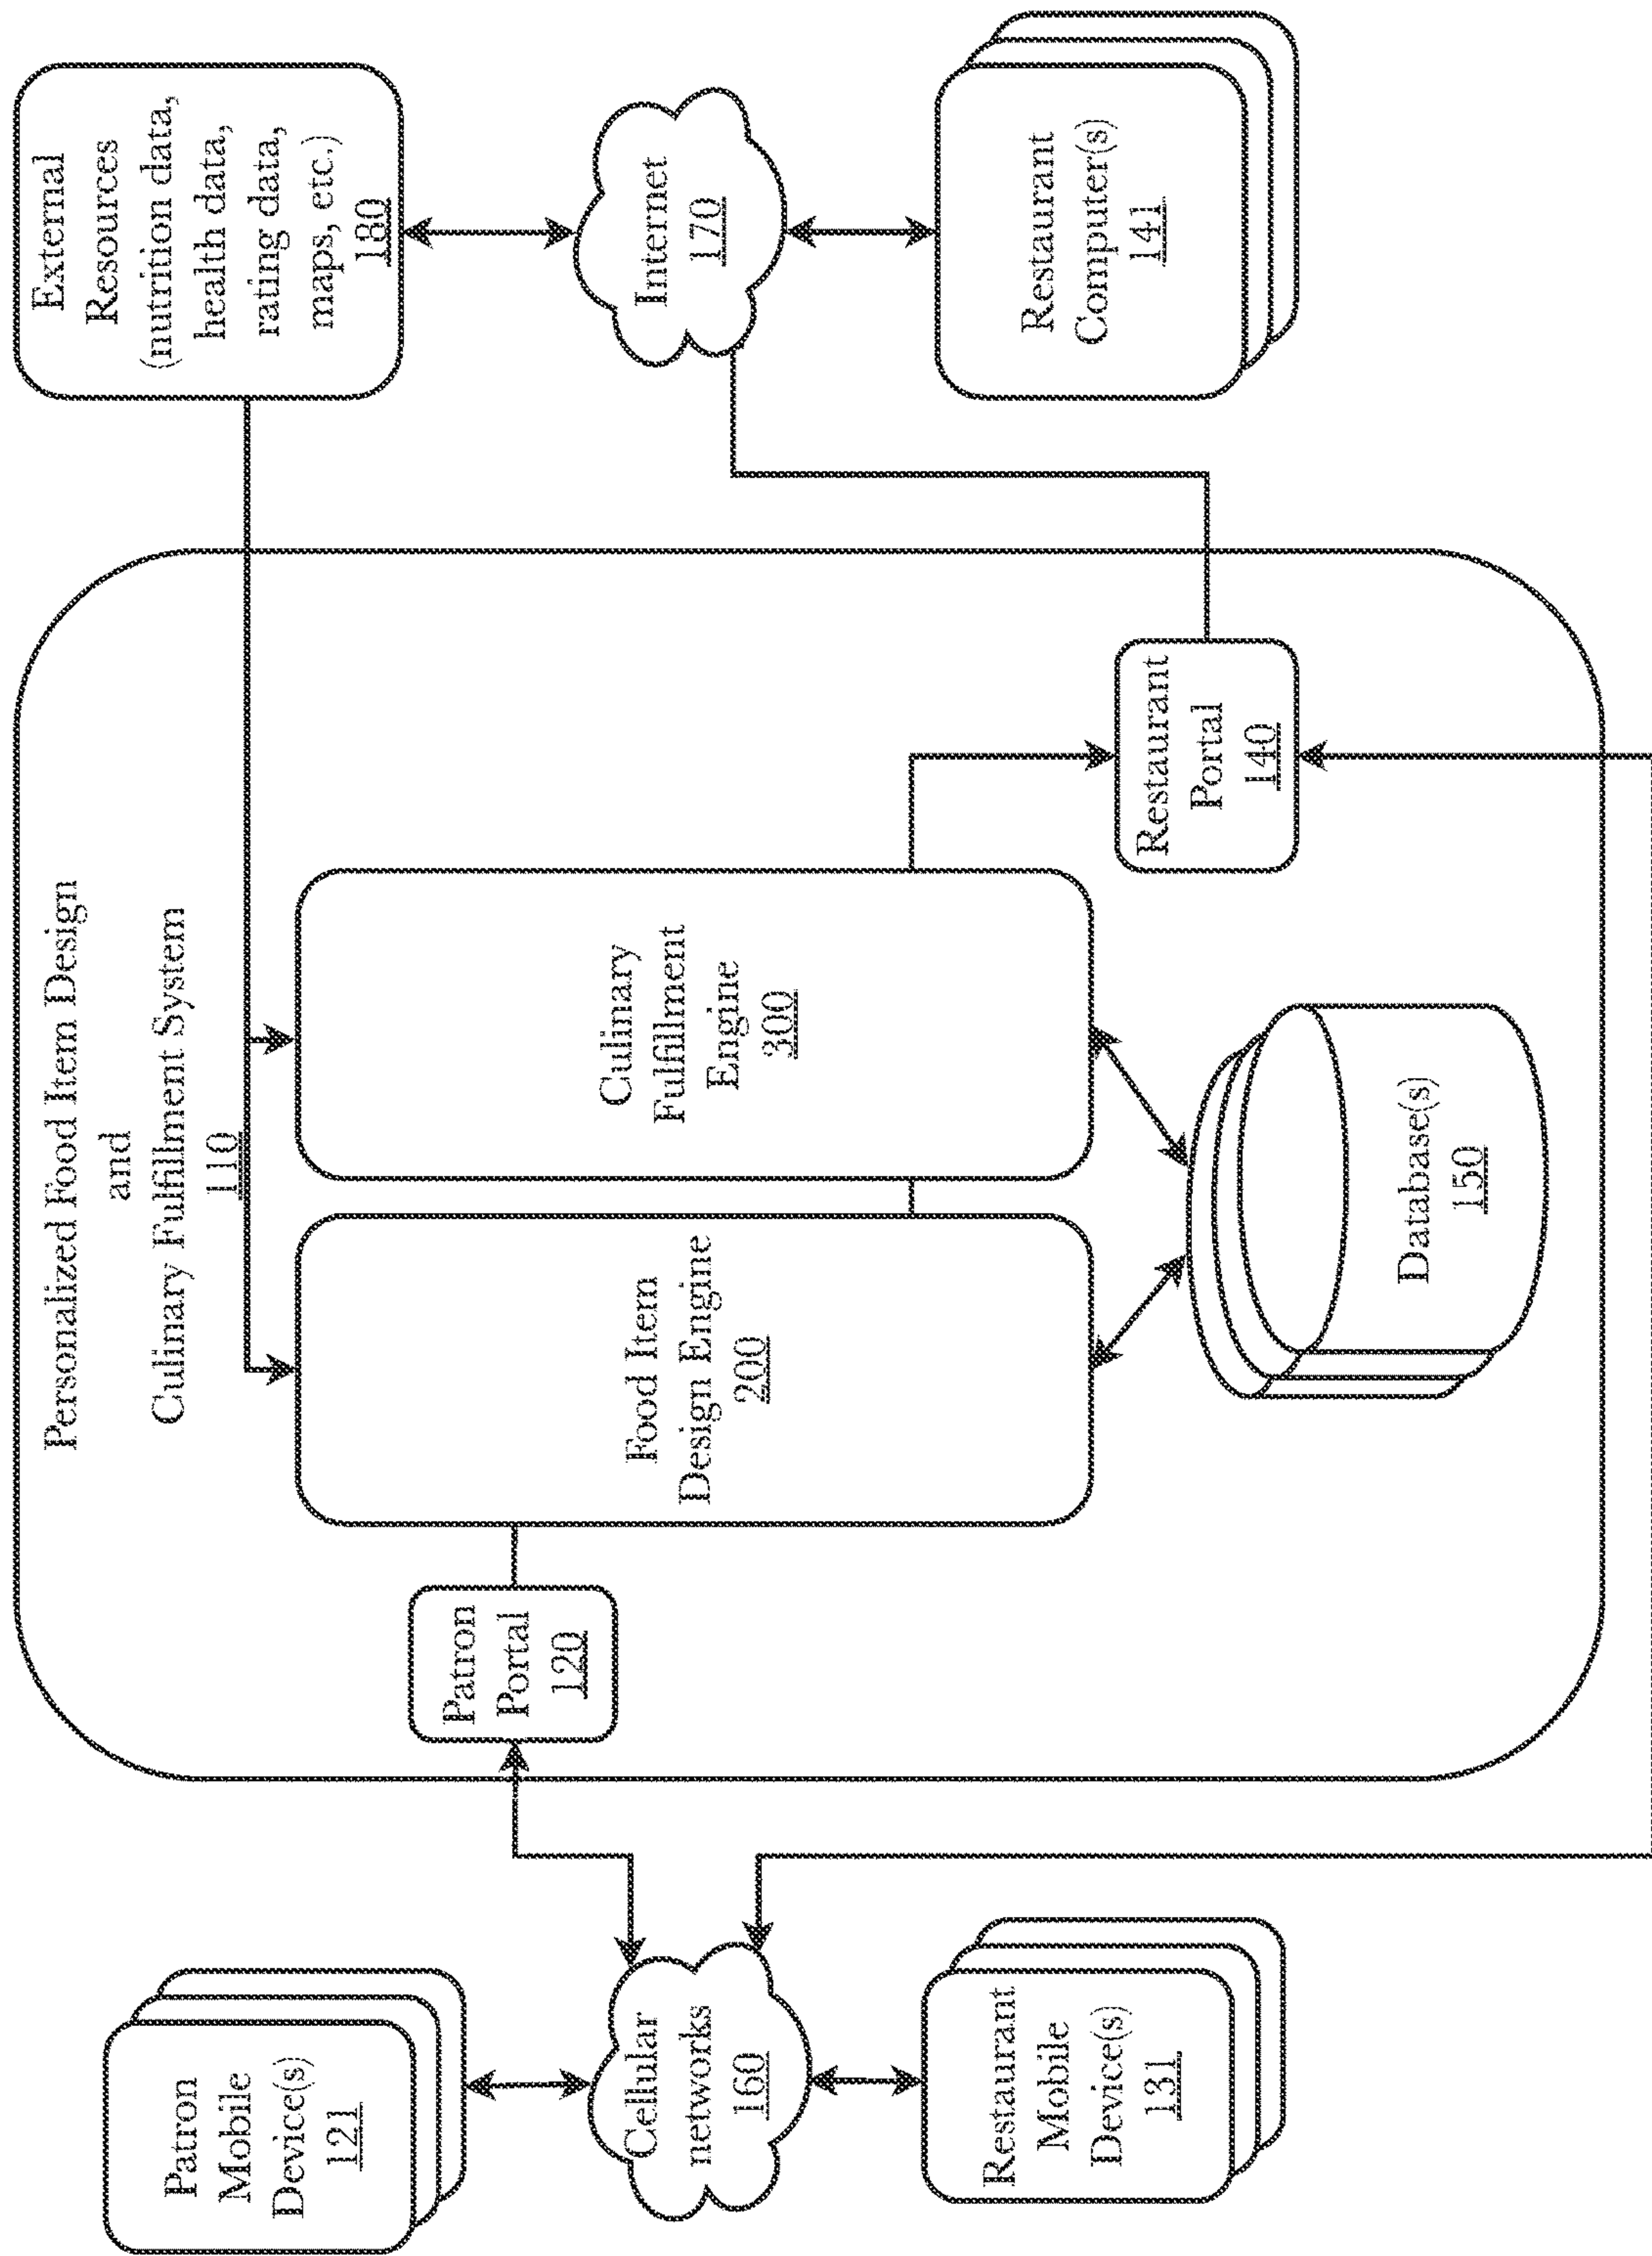 Patron
Mobile
Device(s)
121
Cellular
networks
160
Restaurant
Mobile
Device(s)
131
Personalized Food Item Design
and
Culinary Fulfillment System
110
Patron
Portal
120
Food Item
Design Engine
200
Culinary
Fulfillment
Engine
300
Database(s)
150
Restaurant
Portal
140
External
Resources
(nutrition data,
health data,
rating data,
maps, etc.)
180
Internet
170
Restaurant
Computer(s)
141